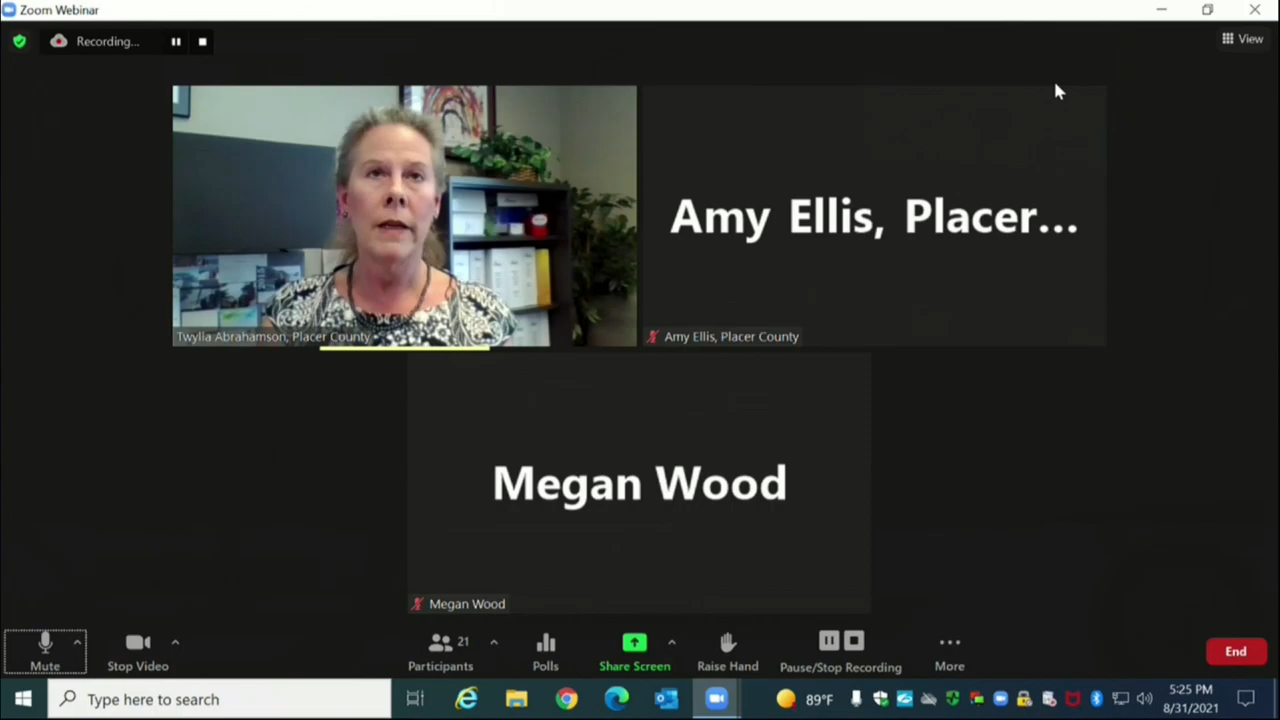 Zoom Webinar
Recording...
View
Amy Ellis, Placer...
Twylla Abrahamson, Placer County
Amy Ellis, Placer County
Megan Wood
Megan Wood
Mute
Stop Video
21
Participants
Polls
Share Screen
Raise Hand
Pause/Stop Recording
More
End
Type here to search
89°F
5:25 PM
8/31/2021